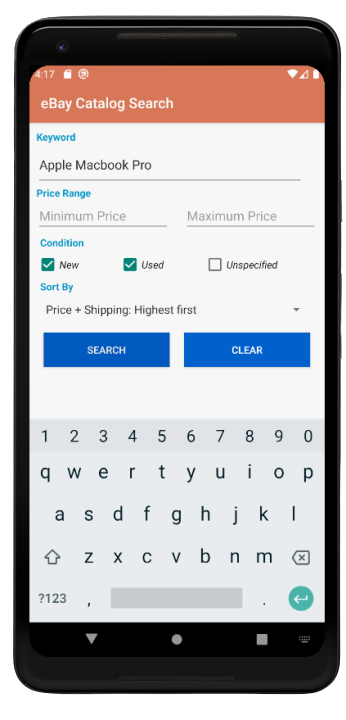 4:17
eBay Catalog Search
Keyword
Apple Macbook Pro
Price Range
Minimum Price Maximum Price
Condition
New Used Unspecified
Sort By
Price + Shipping: Highest first
SEARCH CLEAR
1 2 3 4 5 6 7 8 9 0
q w e r t y u i o p
a s d f g h j k l
z x c v b n m
?123 , .